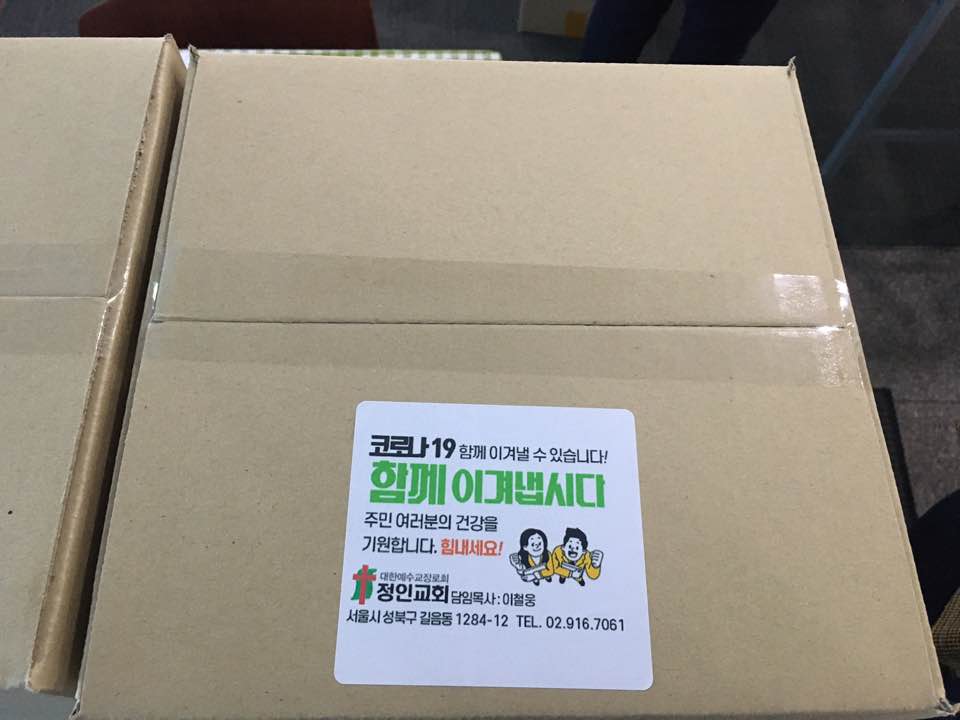 코로나 19 함께 이겨낼 수 있습니다!
함께 이겨냅시다
주민 여러분의 건강을
기원합니다. 힘내세요!
대한예수교장로회
정인교회 담임목사 : 이철웅
서울시 성북구 길음동 1284-12 TEL. 02.916.7061